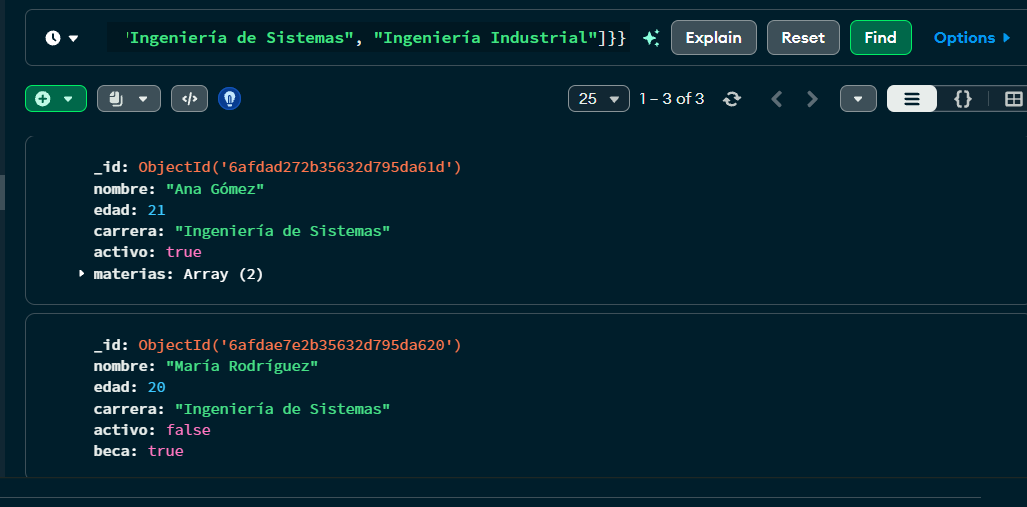 "Ingeniería de Sistemas", "Ingeniería Industrial"]}} Explain Reset Find Options
25 1 – 3 of 3
_id: ObjectId('6afdad272b35632d795da61d')
nombre: "Ana Gómez"
edad: 21
carrera: "Ingeniería de Sistemas"
activo: true
materias: Array (2)
_id: ObjectId('6afdae7e2b35632d795da620')
nombre: "María Rodríguez"
edad: 20
carrera: "Ingeniería de Sistemas"
activo: false
beca: true